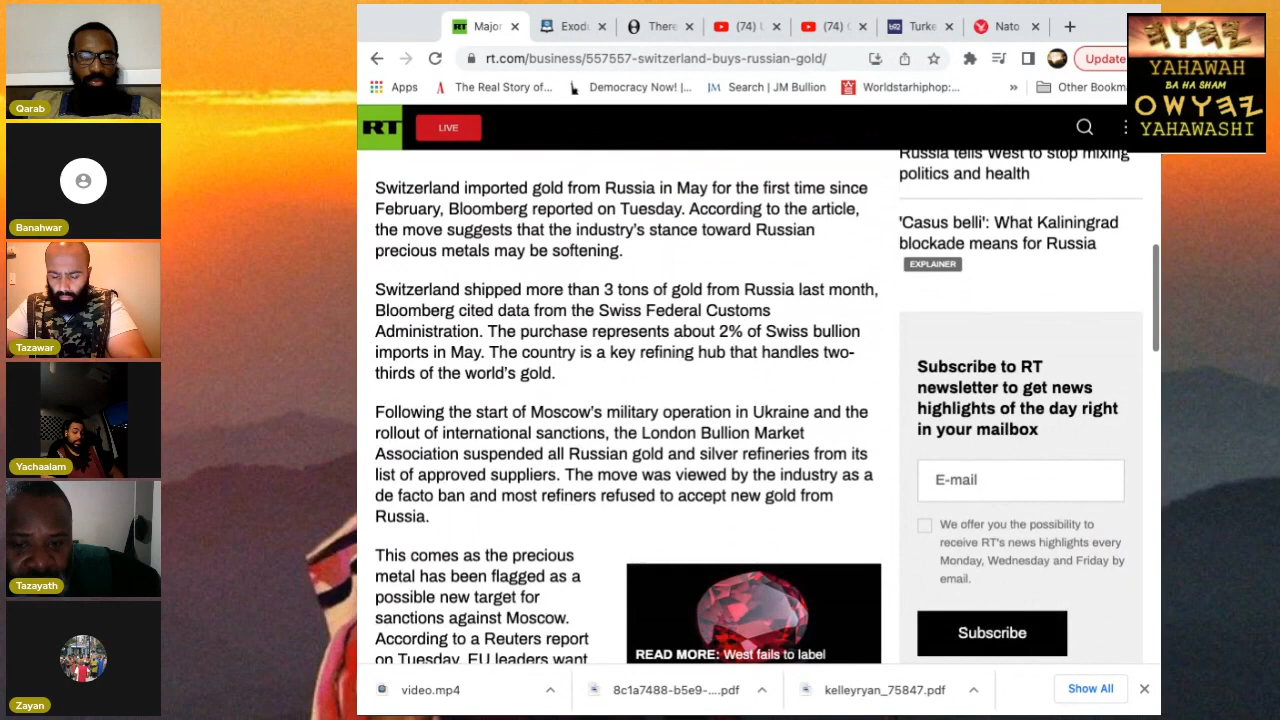 Qarab
Banahwar
Tazawar
Yachaalam
Tazayath
Zayan
Major
Exod
There
(74)
(74)
Turke
Nato
rt.com/business/557557-switzerland-buys-russian-gold/
Update
Apps
The Real Story of...
Democracy Now! |...
JM Search | JM Bullion
Worldstarhiphop:...
»
Other Bookm
RT
LIVE
Switzerland imported gold from Russia in May for the first time since
February, Bloomberg reported on Tuesday. According to the article,
the move suggests that the industry's stance toward Russian
precious metals may be softening.
Switzerland shipped more than 3 tons of gold from Russia last month,
Bloomberg cited data from the Swiss Federal Customs
Administration. The purchase represents about 2% of Swiss bullion
imports in May. The country is a key refining hub that handles two-
thirds of the world's gold.
Following the start of Moscow's military operation in Ukraine and the
rollout of international sanctions, the London Bullion Market
Association suspended all Russian gold and silver refineries from its
list of approved suppliers. The move was viewed by the industry as a
de facto ban and most refiners refused to accept new gold from
Russia.
This comes as the precious
metal has been flagged as a
possible new target for
sanctions against Moscow.
According to a Reuters report
on Tuesday, EU leaders want
READ MORE: West fails to label
Russia tells West to stop mixing
politics and health
'Casus belli': What Kaliningrad
blockade means for Russia
EXPLAINER
Subscribe to RT
newsletter to get news
highlights of the day right
in your mailbox
E-mail
We offer you the possibility to
receive RT's news highlights every
Monday, Wednesday and Friday by
email.
Subscribe
video.mp4
8c1a7488-b5e9-....pdf
kelleyryan_75847.pdf
Show All
YAHAWAH
BA HA SHAM
YAHAWASHI